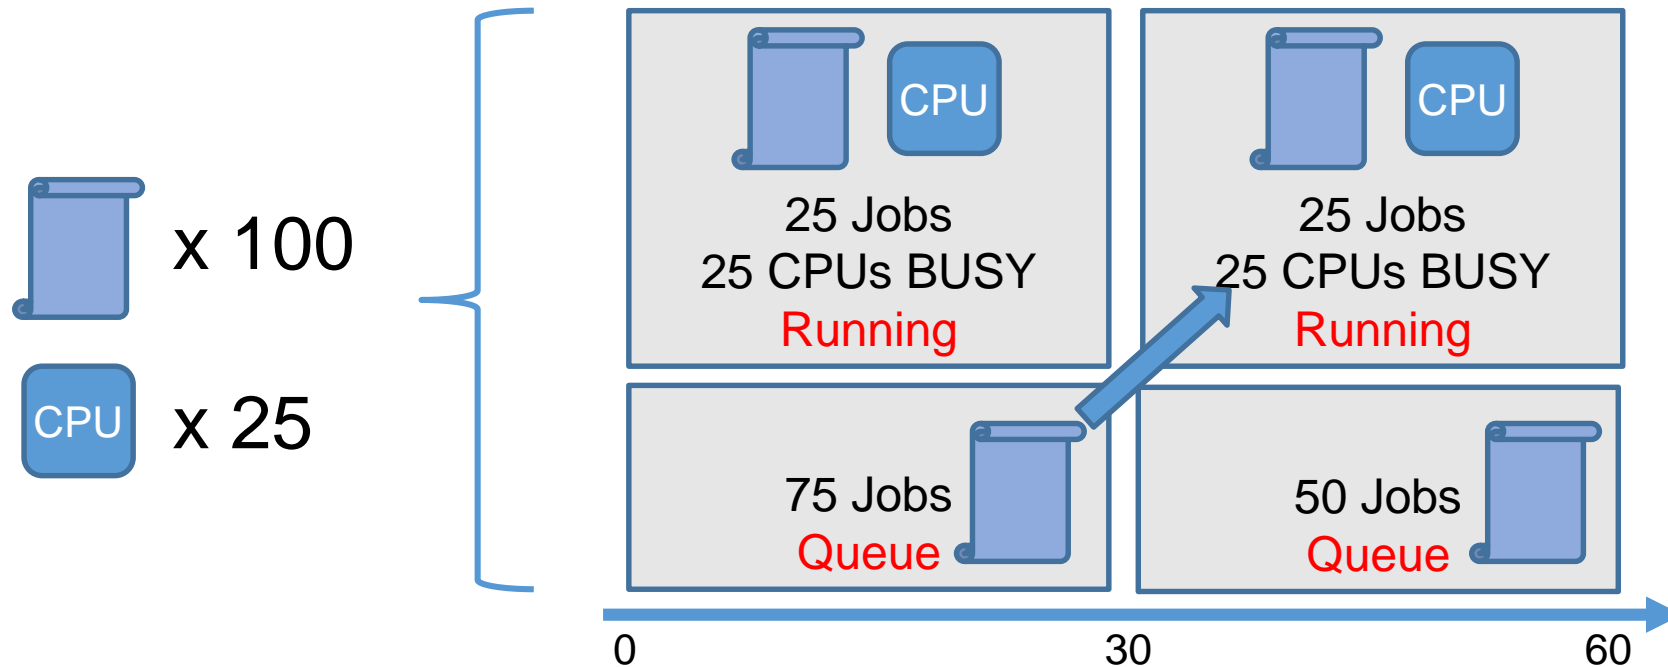 x 100
CPU
x 25
CPU
25 Jobs
25 CPUs BUSY
Running
CPU
25 Jobs
25 CPUs BUSY
Running
75 Jobs
Queue
50 Jobs
Queue
0
30
60